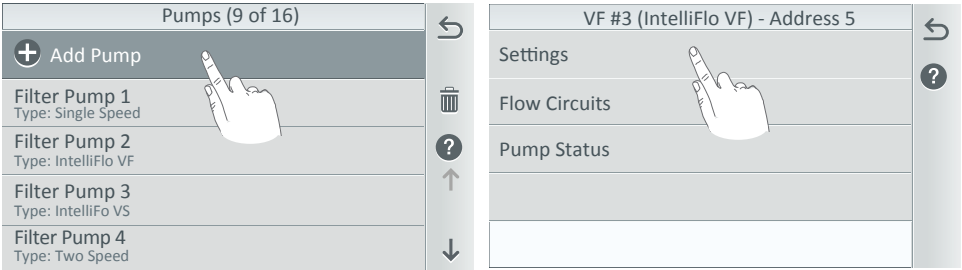 Pumps (9 of 16)
Add Pump
Filter Pump 1
Type: Single Speed
Filter Pump 2
Type: IntelliFlo VF
Filter Pump 3
Type: IntelliFo VS
Filter Pump 4
Type: Two Speed
?
VF #3 (IntelliFlo VF) - Address 5
Settings
Flow Circuits
Pump Status
?